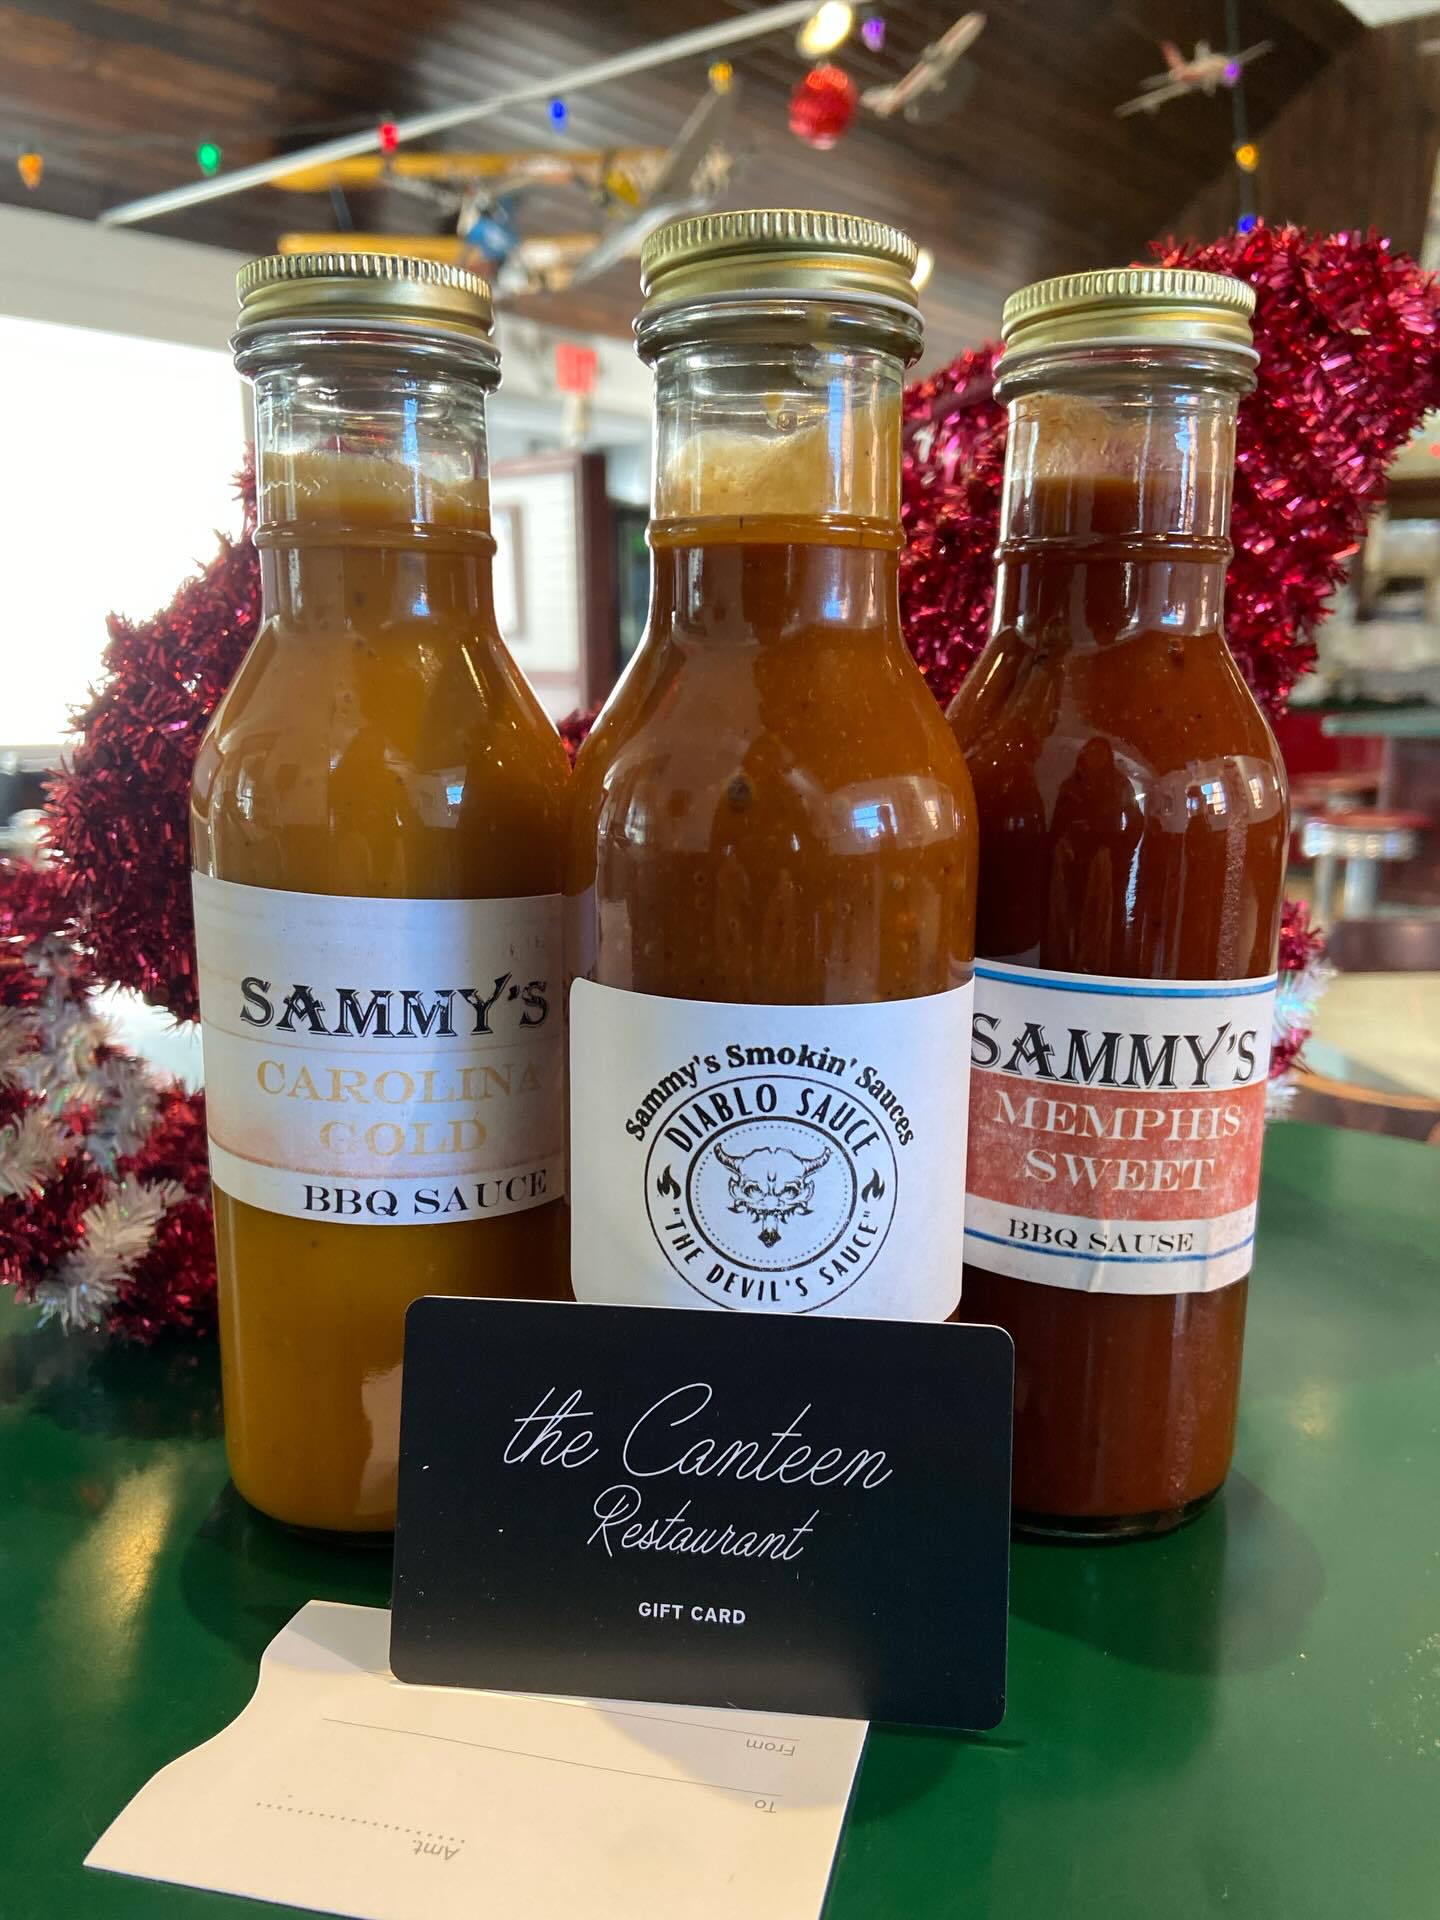 SAMMY'S
CAROLINA
GOLD
BBQ SAUCE
Sammy's Smokin' Sauces
DIABLO SAUCE
"THE DEVIL'S SAUCE"
SAMMY'S
MEMPHIS
SWEET
BBQ SAUSE
the Canteen
Restaurant
GIFT CARD
From
To
Amt.